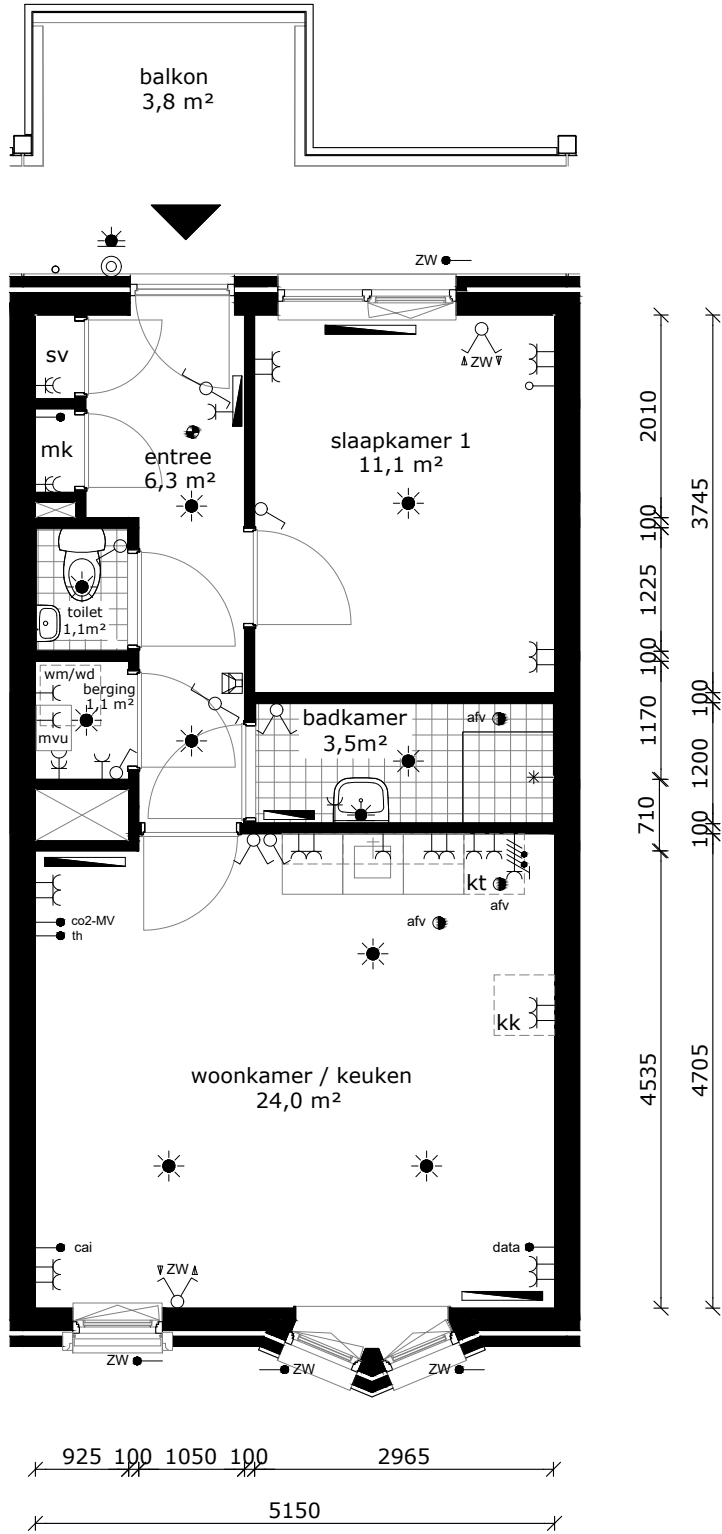 balkon
3,8 m²
ZW
sv
ZW
mk
entree
6,3 m²
slaapkamer 1
11,1 m²
toilet
1,1m²
wm/wd
berging
1,1 m²
mvu
badkamer
3,5m²
afv
kt
afv
afv
co2-MV
th
kk
woonkamer / keuken
24,0 m²
cai
data
ZW
ZW
ZW
ZW
2010
100
1225
100
1170
710
4535
3745
100
1200
100
4705
925 100 1050 100 2965
5150